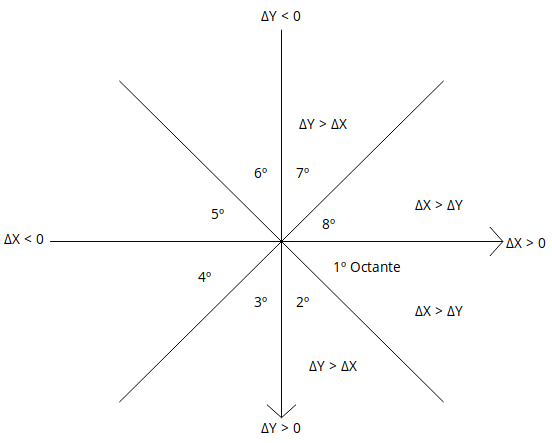 ΔY < 0
ΔY > ΔX
6º
7º
ΔX > ΔY
5º
8º
ΔX < 0
ΔX > 0
1º Octante
4º
3º
2º
ΔX > ΔY
ΔY > ΔX
ΔY > 0